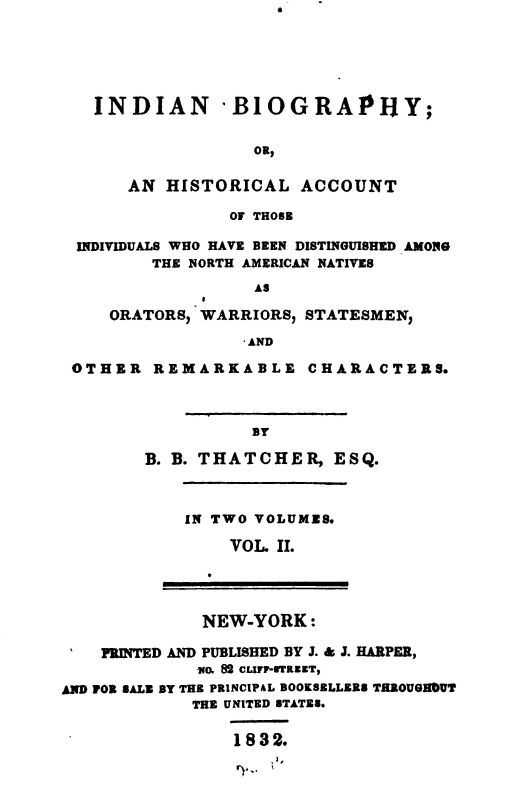 INDIAN BIOGRAPHY;
OR,
AN HISTORICAL ACCOUNT
OF THOSE
INDIVIDUALS WHO HAVE BEEN DISTINGUISHED AMONG
THE NORTH AMERICAN NATIVES
AS
ORATORS, WARRIORS, STATESMEN,
AND
OTHER REMARKABLE CHARACTERS.
BY
B. B. THATCHER, ESQ.
IN TWO VOLUMES.
VOL. II.
NEW-YORK:
PRINTED AND PUBLISHED BY J. & J. HARPER,
NO. 82 CLIFF-STREET,
AND FOR SALE BY THE PRINCIPAL BOOKSELLERS THROUGHOUT
THE UNITED STATES.
1832.